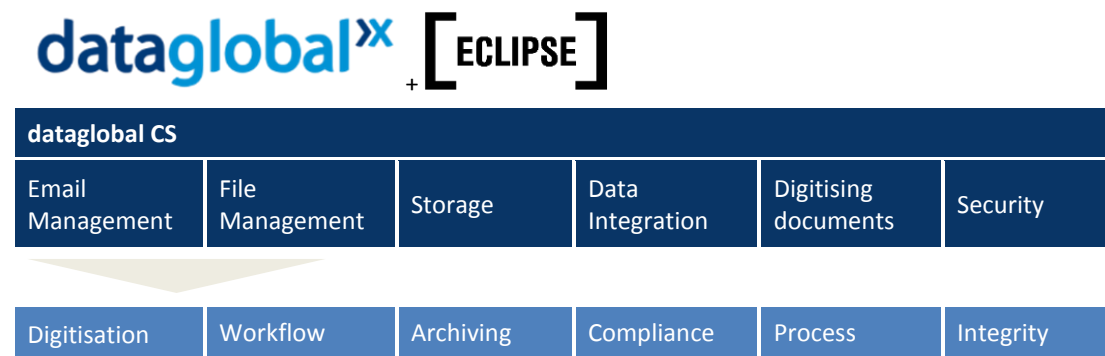 dataglobal
+ [ECLIPSE]
dataglobal CS
Email
Management
File
Management
Storage
Data
Integration
Digitising
documents
Security
Digitisation
Workflow
Archiving
Compliance
Process
Integrity